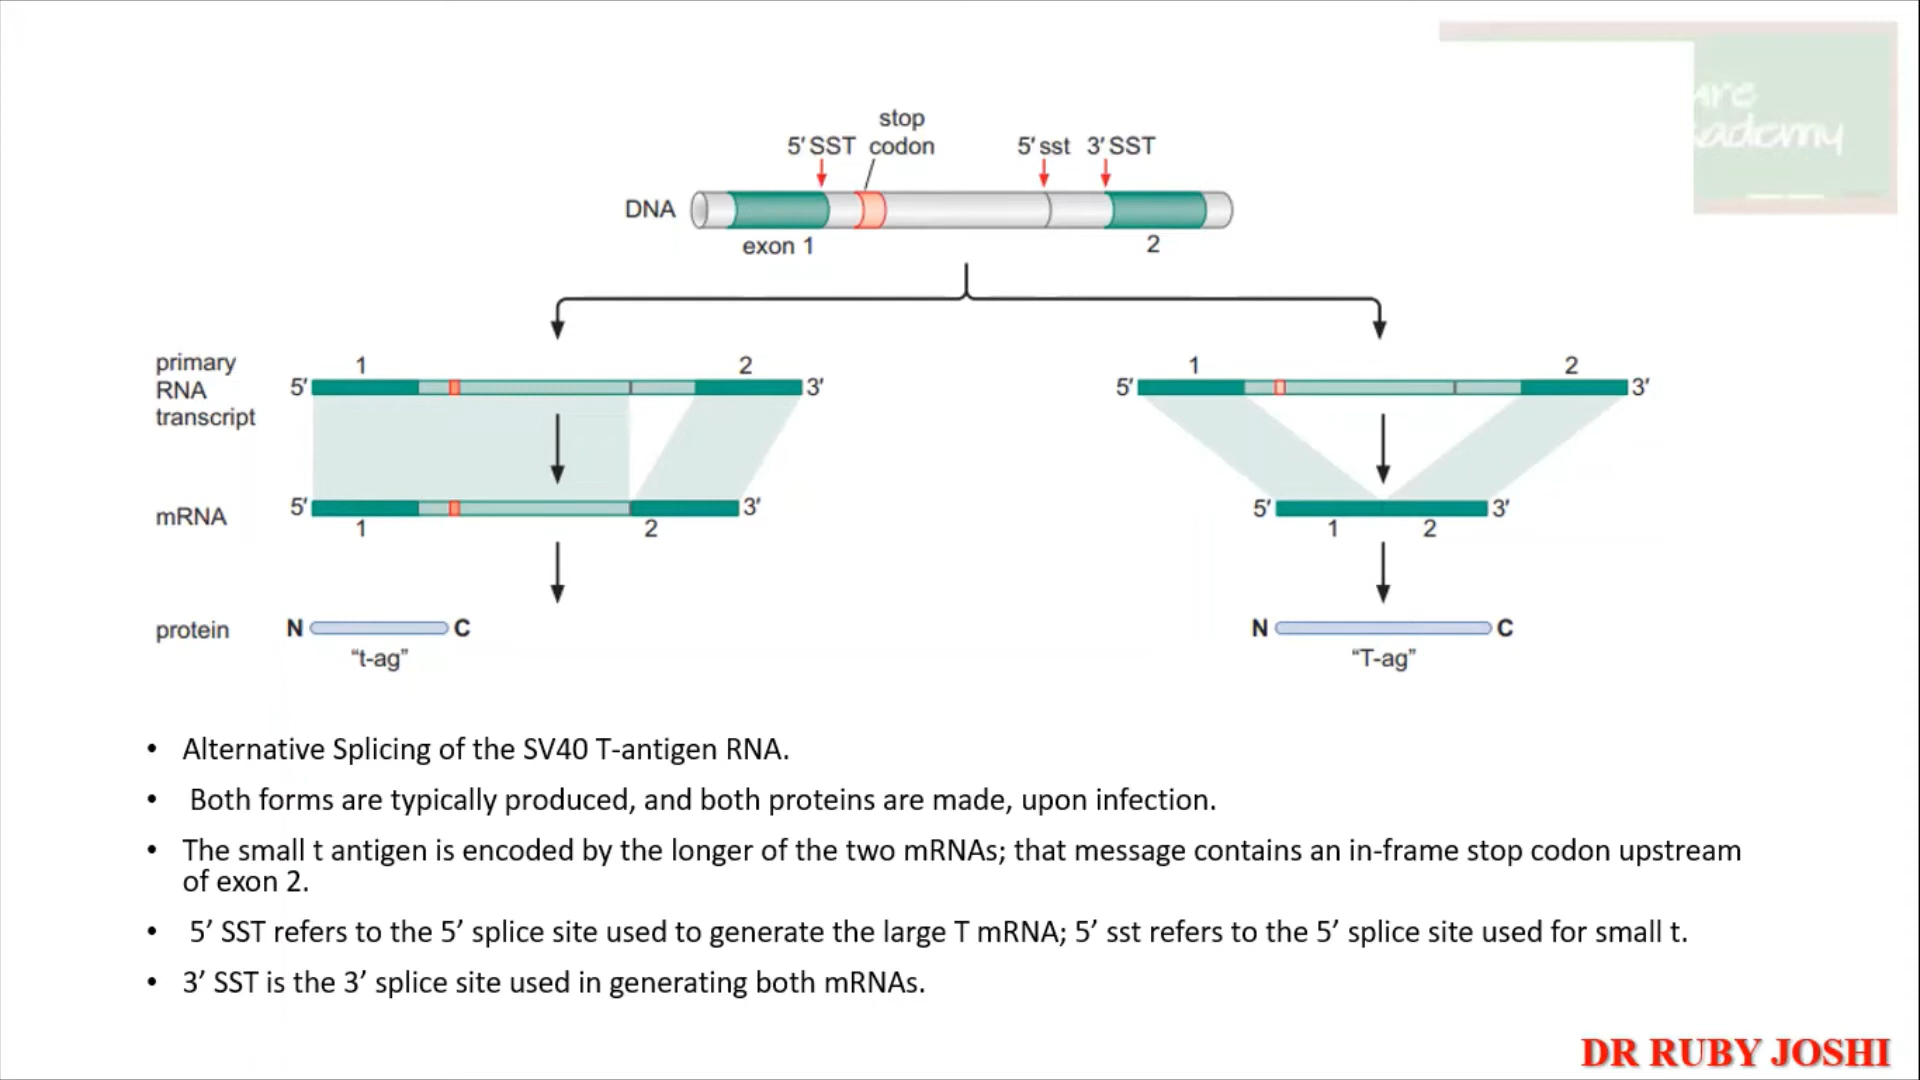 are
ademy
stop
5' SST codon 5' sst 3' SST
DNA
exon 1 2
primary
RNA
transcript
1 2
5' 3'
1 2
5' 3'
mRNA
5' 3'
1 2
5' 3'
1 2
protein
N C
"t-ag"
N C
"T-ag"
• Alternative Splicing of the SV40 T-antigen RNA.
• Both forms are typically produced, and both proteins are made, upon infection.
• The small t antigen is encoded by the longer of the two mRNAs; that message contains an in-frame stop codon upstream
of exon 2.
• 5’ SST refers to the 5’ splice site used to generate the large T mRNA; 5’ sst refers to the 5’ splice site used for small t.
• 3’ SST is the 3’ splice site used in generating both mRNAs.
DR RUBY JOSHI